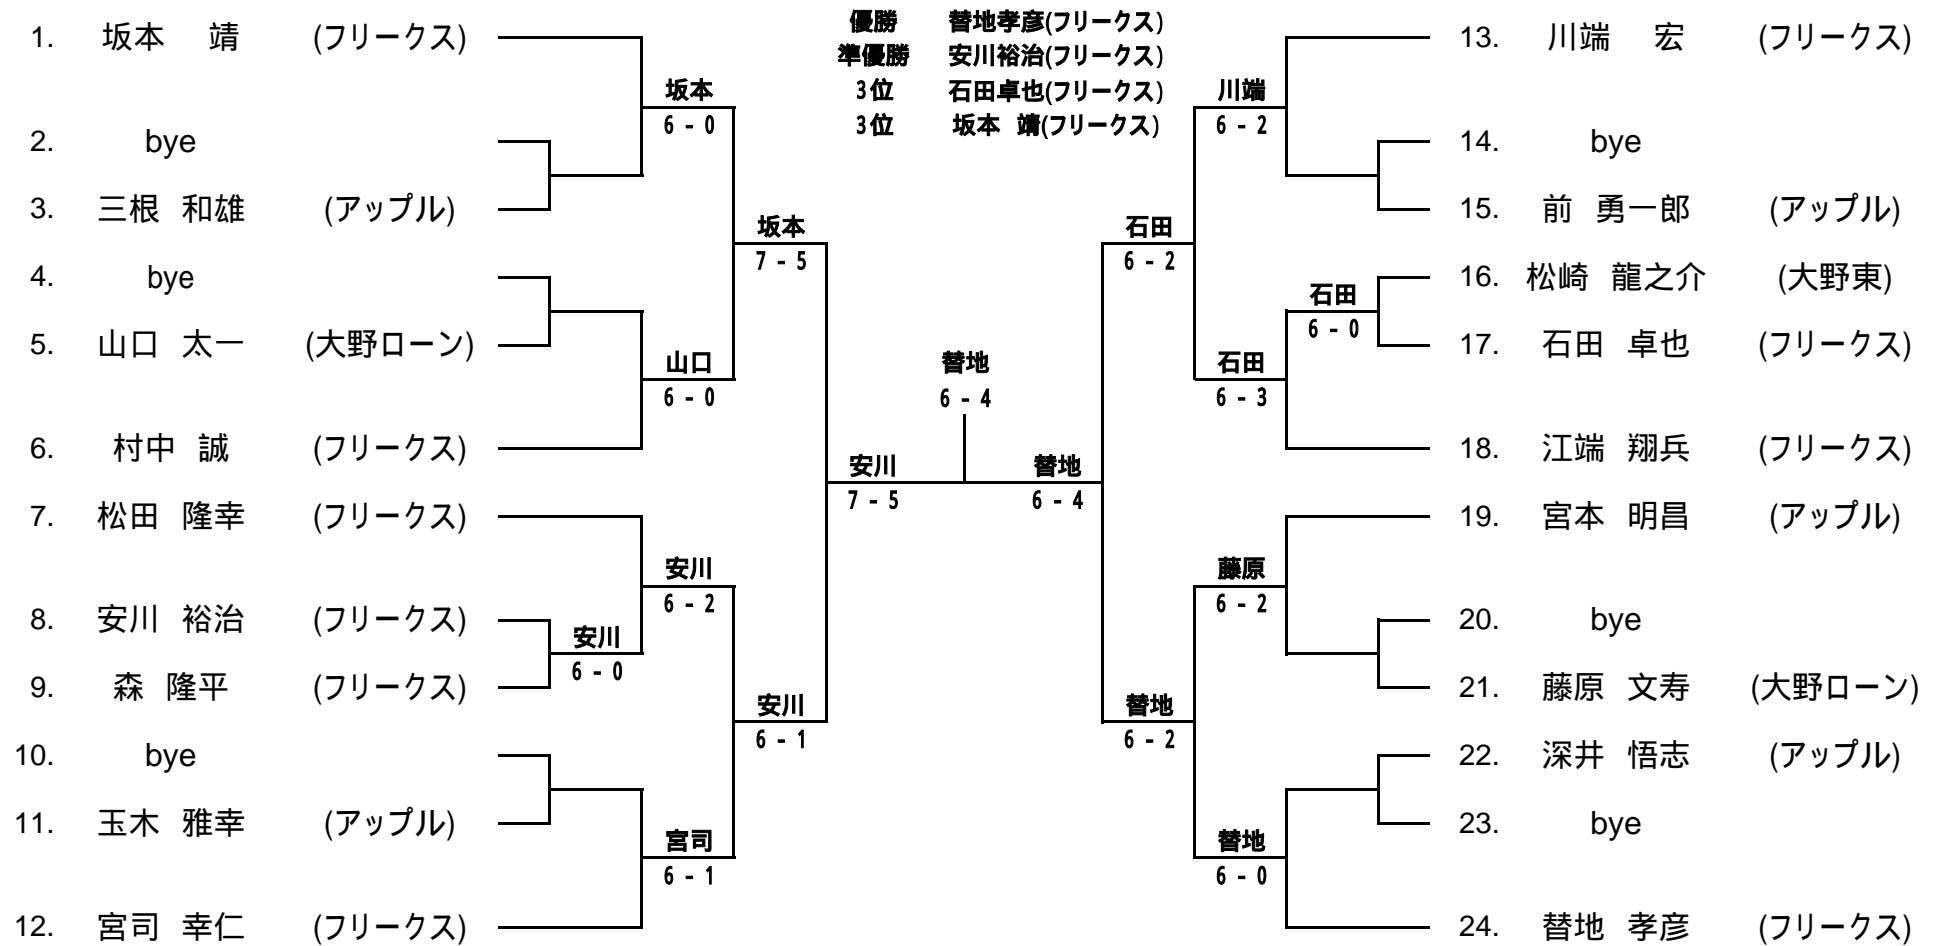 優勝 替地孝彦(フリークス)
準優勝 安川裕治(フリークス)
3位 石田卓也(フリークス)
3位 坂本 靖(フリークス)
1. 坂本 靖 (フリークス)
坂本
6 - 0
2. bye
3. 三根 和雄 (アップル)
坂本
7 - 5
4. bye
5. 山口 太一 (大野ローン)
山口
6 - 0
6. 村中 誠 (フリークス)
安川
7 - 5
7. 松田 隆幸 (フリークス)
安川
6 - 2
8. 安川 裕治 (フリークス)
安川
6 - 0
9. 森 隆平 (フリークス)
安川
6 - 1
10. bye
11. 玉木 雅幸 (アップル)
宮司
6 - 1
12. 宮司 幸仁 (フリークス)
替地
6 - 4
13. 川端 宏 (フリークス)
川端
6 - 2
14. bye
15. 前 勇一郎 (アップル)
石田
6 - 2
16. 松崎 龍之介 (大野東)
石田
6 - 0
17. 石田 卓也 (フリークス)
石田
6 - 3
18. 江端 翔兵 (フリークス)
替地
6 - 4
19. 宮本 明昌 (アップル)
藤原
6 - 2
20. bye
21. 藤原 文寿 (大野ローン)
替地
6 - 2
22. 深井 悟志 (アップル)
23. bye
替地
6 - 0
24. 替地 孝彦 (フリークス)